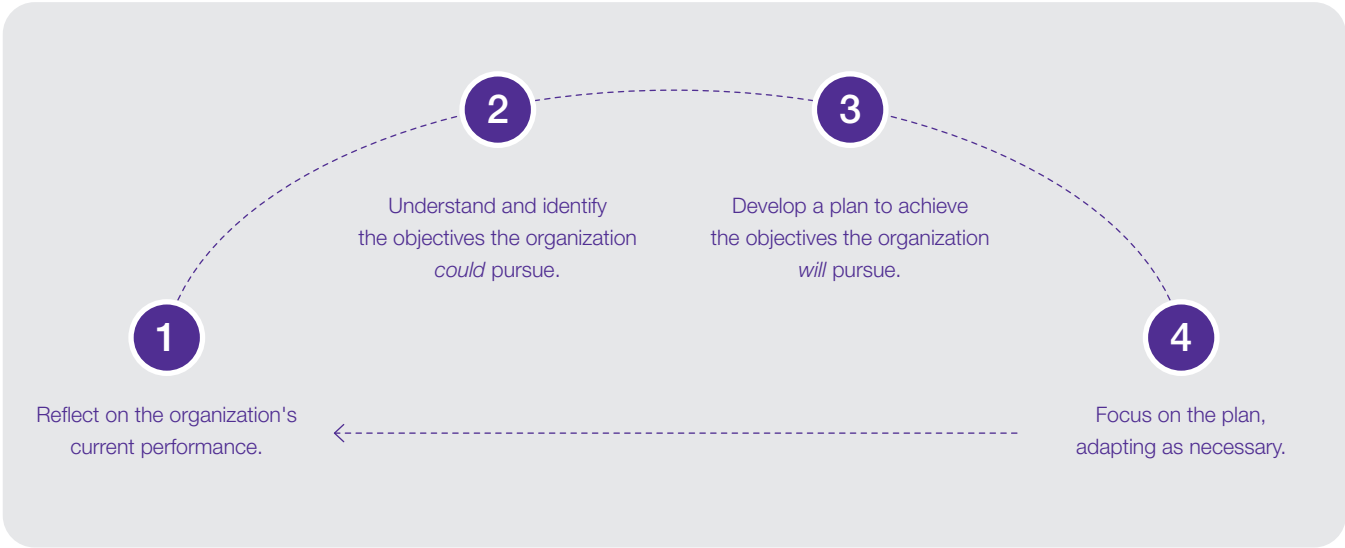 1
Reflect on the organization's
current performance.
2
Understand and identify
the objectives the organization
could pursue.
3
Develop a plan to achieve
the objectives the organization
will pursue.
4
Focus on the plan,
adapting as necessary.